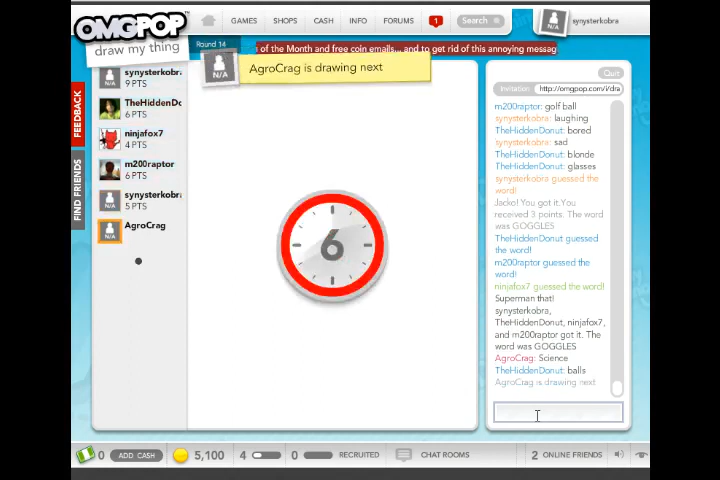 OMGPOP
draw my thing
GAMES SHOPS CASH INFO FORUMS 1 Search synysterkobra
Round 14
of the Month and free coin emails... and to get rid of this annoying messag
N/A AgroCrag is drawing next
FEEDBACK
FIND FRIENDS
synysterkobra
9 PTS
TheHiddenDo
6 PTS
ninjafox7
4 PTS
m200raptor
6 PTS
synysterkobra
5 PTS
AgroCrag
N/A
6
Quit
Invitation http://omgpop.com/i/dra
m200raptor: golf ball
synysterkobra: laughing
TheHiddenDonut: bored
synysterkobra: sad
TheHiddenDonut: blonde
TheHiddenDonut: glasses
synysterkobra guessed the
word!
Jacko! You got it.You
received 3 points. The word
was GOGGLES
TheHiddenDonut guessed the
word!
m200raptor guessed the
word!
ninjafox7 guessed the word!
Superman that!
synysterkobra,
TheHiddenDonut, ninjafox7,
and m200raptor got it. The
word was GOGGLES
AgroCrag: Science
TheHiddenDonut: balls
AgroCrag is drawing next
0 ADD CASH 5,100 4 0 RECRUITED CHAT ROOMS 2 ONLINE FRIENDS